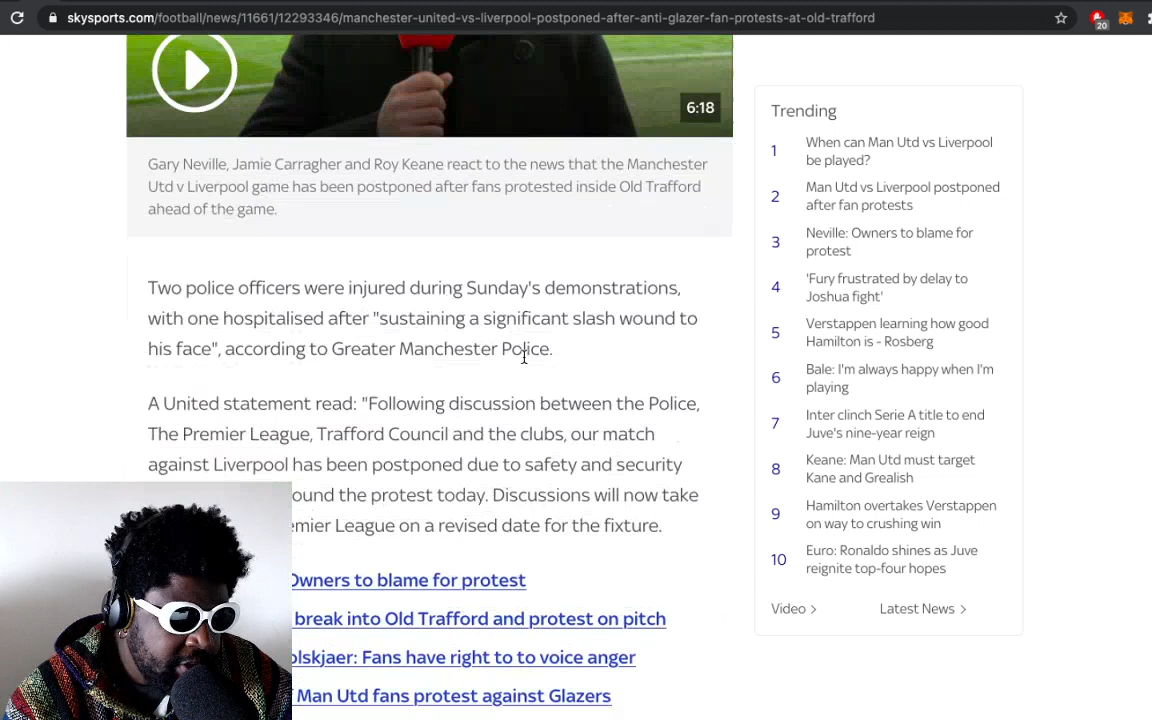 skysports.com/football/news/11661/12293346/manchester-united-vs-liverpool-postponed-after-anti-glazer-fan-protests-at-old-trafford
20
6:18
Gary Neville, Jamie Carragher and Roy Keane react to the news that the Manchester
Utd v Liverpool game has been postponed after fans protested inside Old Trafford
ahead of the game.
Two police officers were injured during Sunday's demonstrations,
with one hospitalised after "sustaining a significant slash wound to
his face", according to Greater Manchester Police.
A United statement read: "Following discussion between the Police,
The Premier League, Trafford Council and the clubs, our match
against Liverpool has been postponed due to safety and security
ound the protest today. Discussions will now take
emier League on a revised date for the fixture.
Owners to blame for protest
break into Old Trafford and protest on pitch
olskjaer: Fans have right to to voice anger
Man Utd fans protest against Glazers
Trending
1 When can Man Utd vs Liverpool
be played?
2 Man Utd vs Liverpool postponed
after fan protests
3 Neville: Owners to blame for
protest
4 'Fury frustrated by delay to
Joshua fight'
5 Verstappen learning how good
Hamilton is - Rosberg
6 Bale: I'm always happy when I'm
playing
7 Inter clinch Serie A title to end
Juve's nine-year reign
8 Keane: Man Utd must target
Kane and Grealish
9 Hamilton overtakes Verstappen
on way to crushing win
10 Euro: Ronaldo shines as Juve
reignite top-four hopes
Video
Latest News